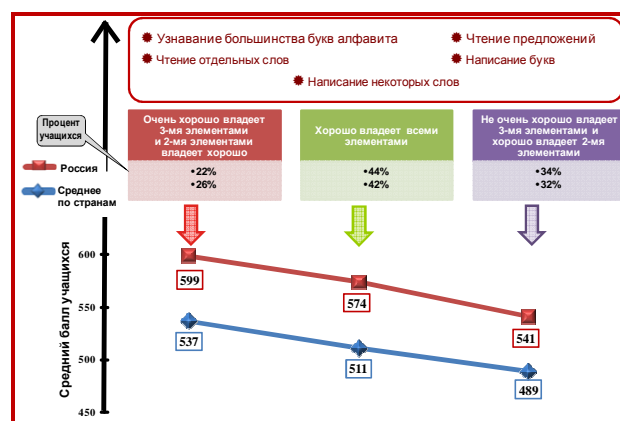 Узнавание большинства букв алфавита
Чтение предложений
Чтение отдельных слов
Написание букв
Написание некоторых слов
Процент
учащихся
Очень хорошо владеет
3-мя элементами
и 2-мя элементами
владеет хорошо
Хорошо владеет всеми
элементами
Не очень хорошо владеет
3-мя элементами и
хорошо владеет 2-мя
элементами
•22%
•26%
•44%
•42%
•34%
•32%
Россия
Среднее
по странам
Средний балл учащихся
600
550
500
450
599
574
541
537
511
489